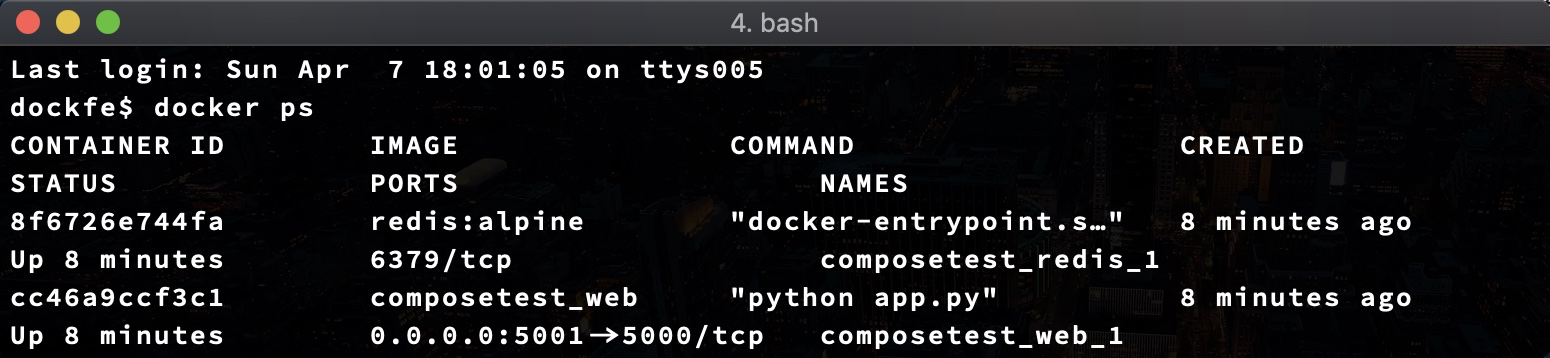 4. bash
Last login: Sun Apr  7 18:01:05 on ttys005
dockfe$ docker ps
CONTAINER ID        IMAGE               COMMAND                  CREATED
STATUS              PORTS                    NAMES
8f6726e744fa        redis:alpine        "docker-entrypoint.s…"   8 minutes ago
Up 8 minutes        6379/tcp                 composetest_redis_1
cc46a9ccf3c1        composetest_web     "python app.py"          8 minutes ago
Up 8 minutes        0.0.0.0:5001->5000/tcp   composetest_web_1